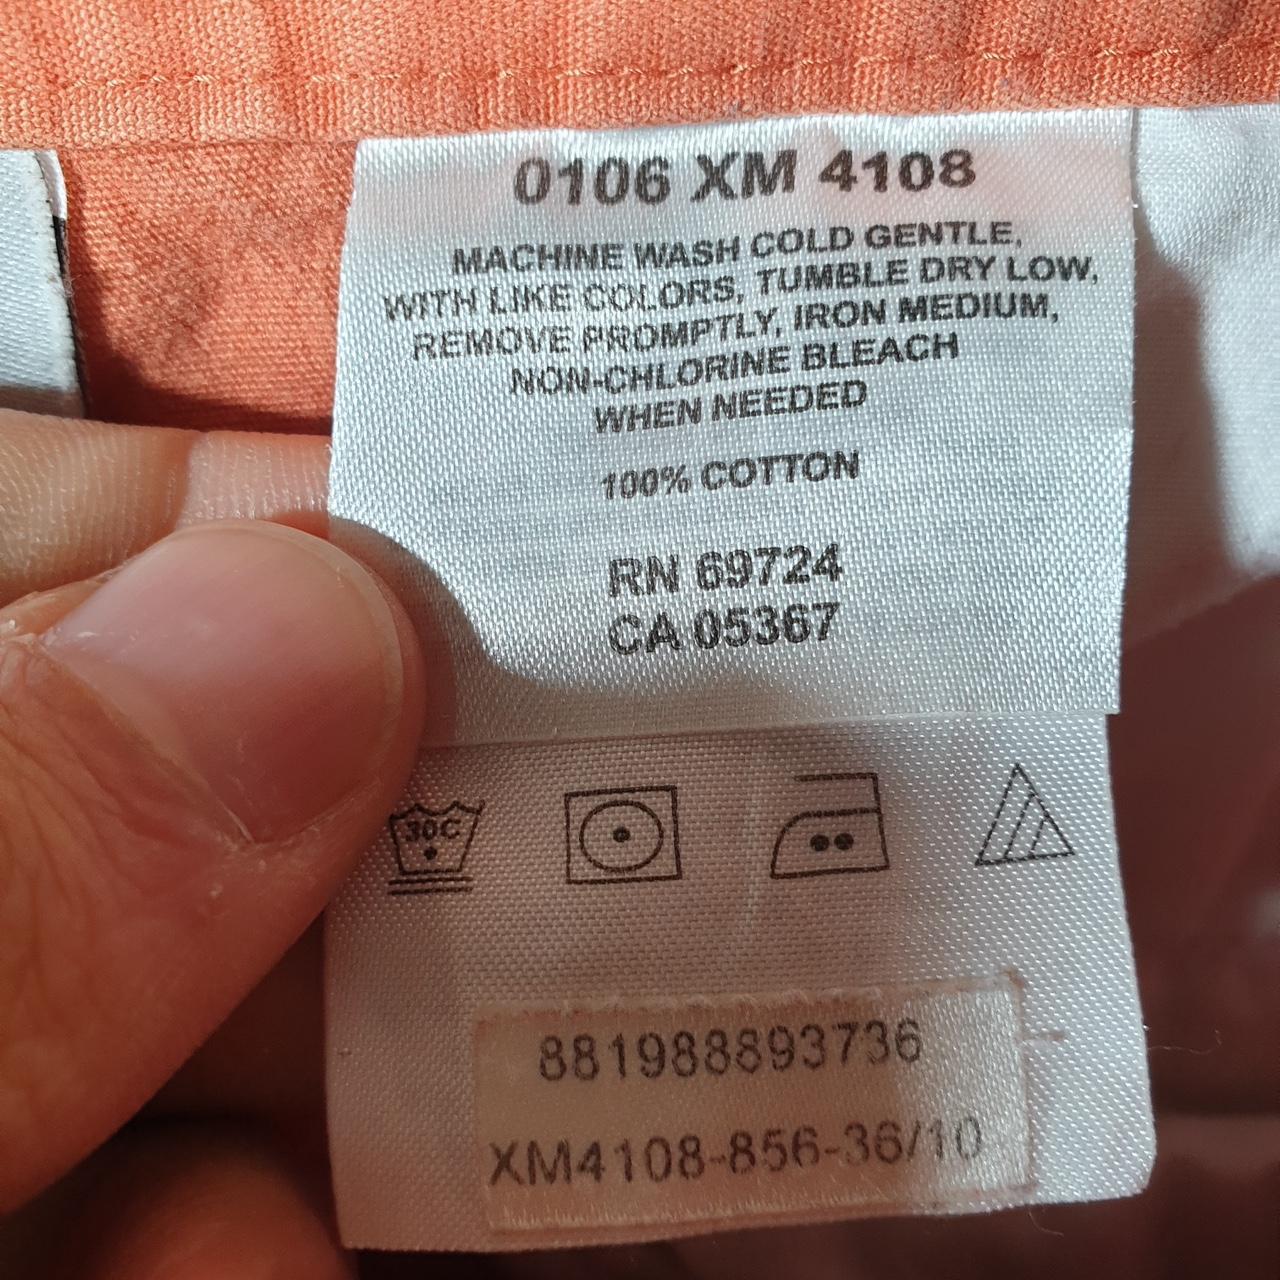 0106 XM 4108
MACHINE WASH COLD GENTLE,
WITH LIKE COLORS, TUMBLE DRY LOW,
REMOVE PROMPTLY, IRON MEDIUM,
NON-CHLORINE BLEACH
WHEN NEEDED
100% COTTON
RN 69724
CA 05367
30C
881988893736
XM4108-856-36/10